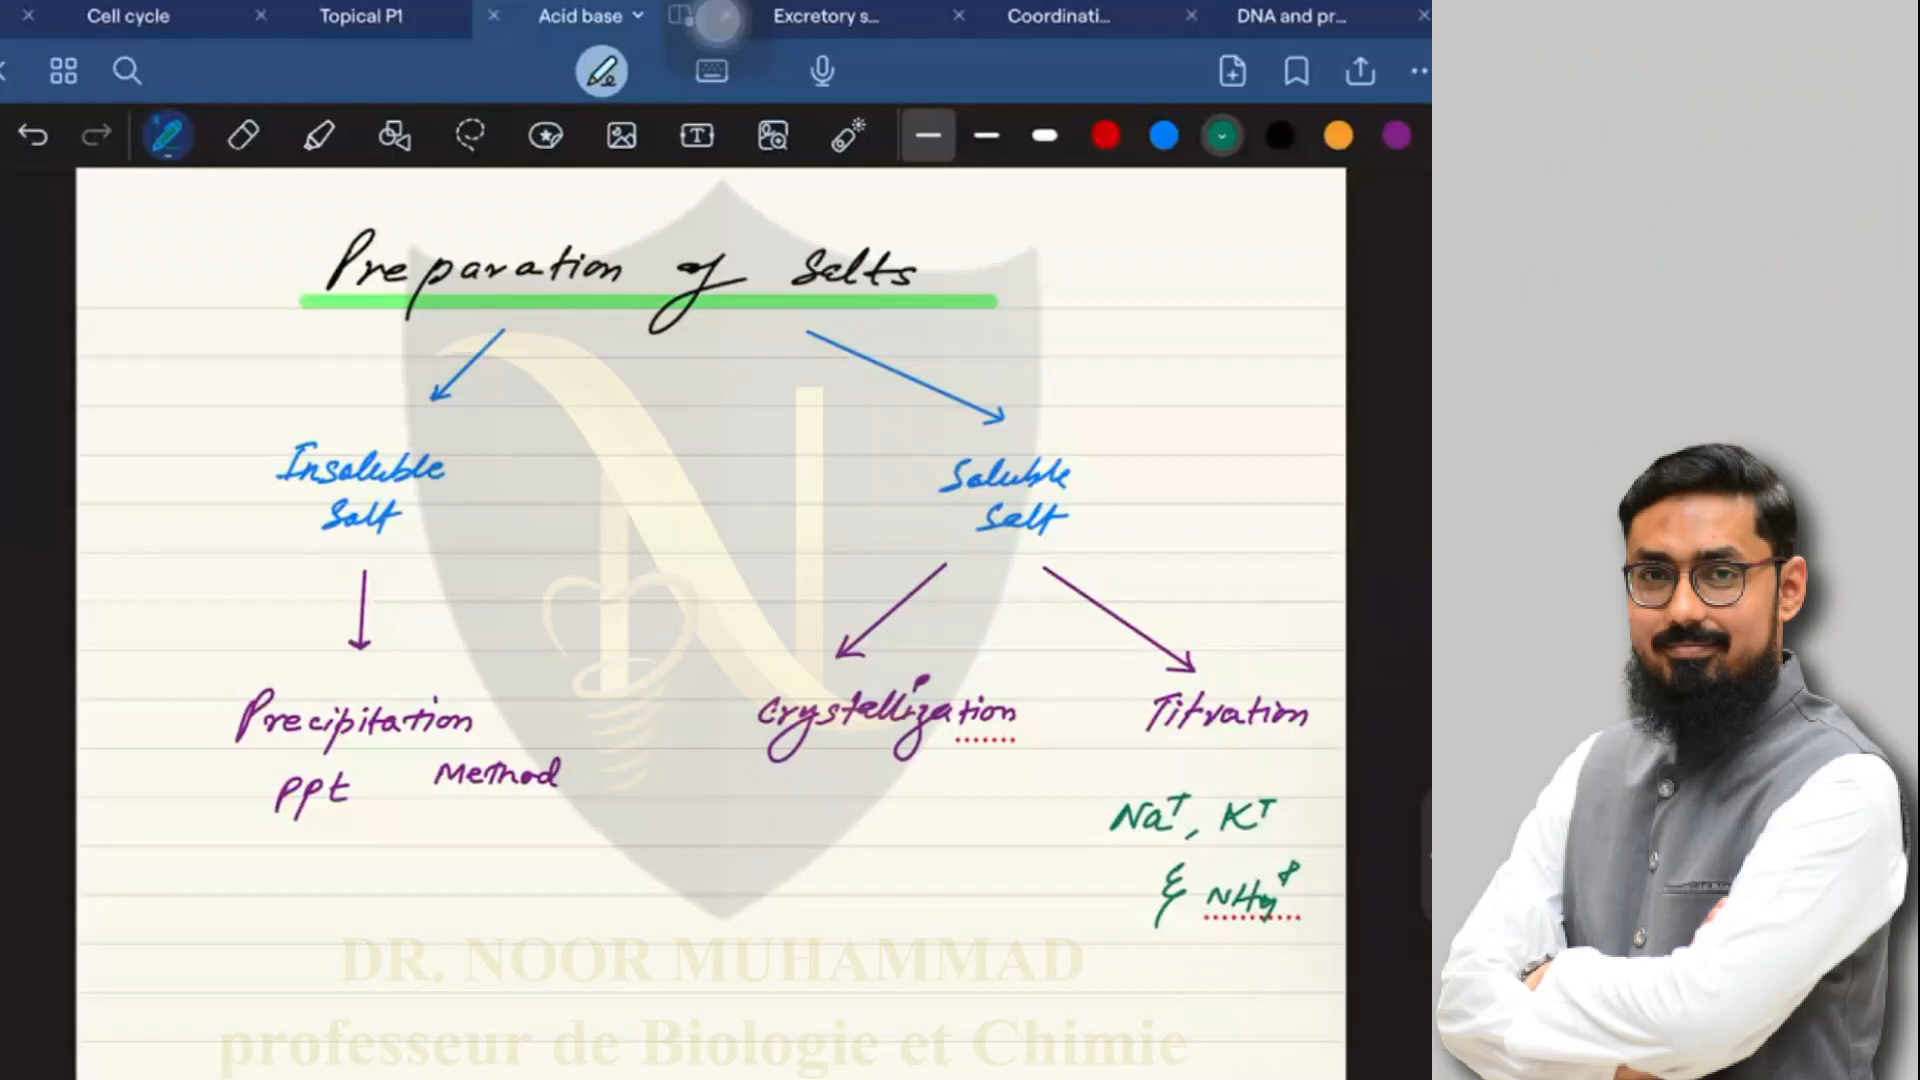 Cell cycle
Topical P1
Acid base
Excretory s...
Coordinati...
DNA and pr...
Preparation of Salts
Insoluble
Salt
Soluble
Salt
Precipitation
ppt Method
Crystallization
Titration
Na⁺, K⁺
& NH₄⁺
DR. NOOR MUHAMMAD
professeur de Biologie et Chimie